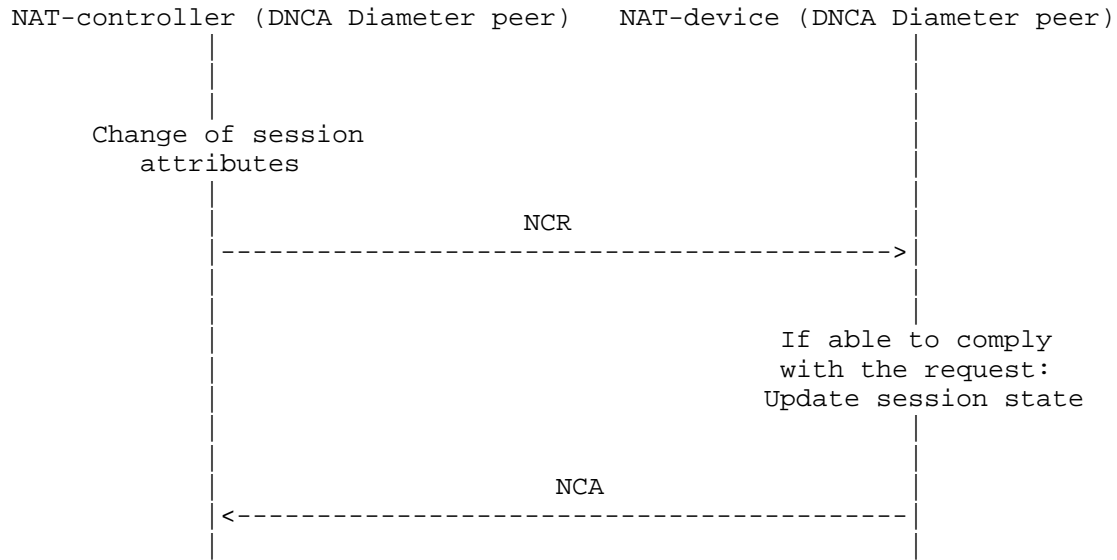 NAT-controller (DNCA Diameter peer)   NAT-device (DNCA Diameter peer)
Change of session
attributes
NCR
If able to comply
with the request:
Update session state
NCA